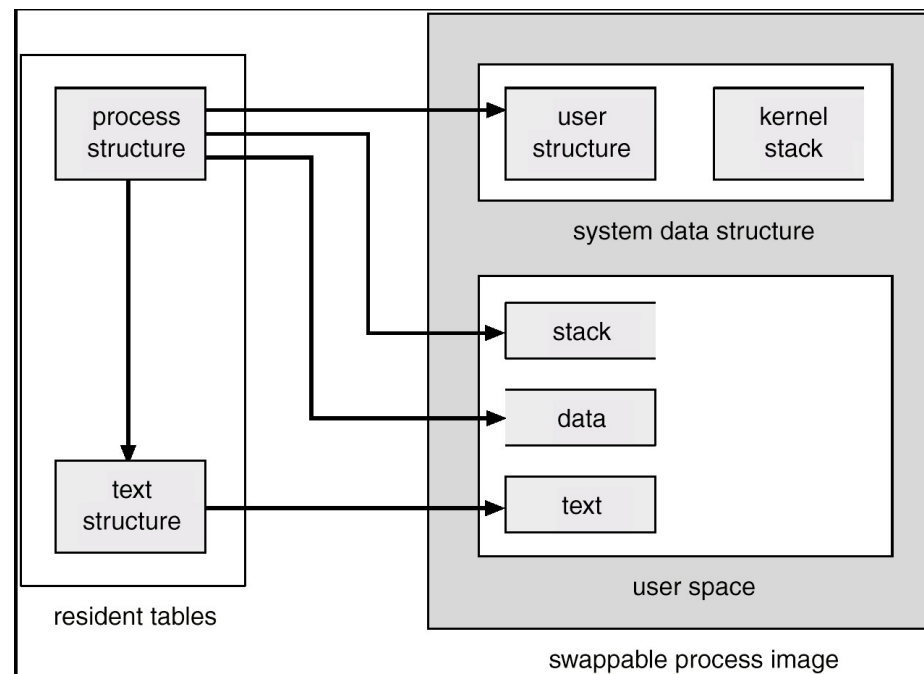 process
structure
user
structure
kernel
stack
system data structure
stack
data
text
structure
text
user space
resident tables
swappable process image